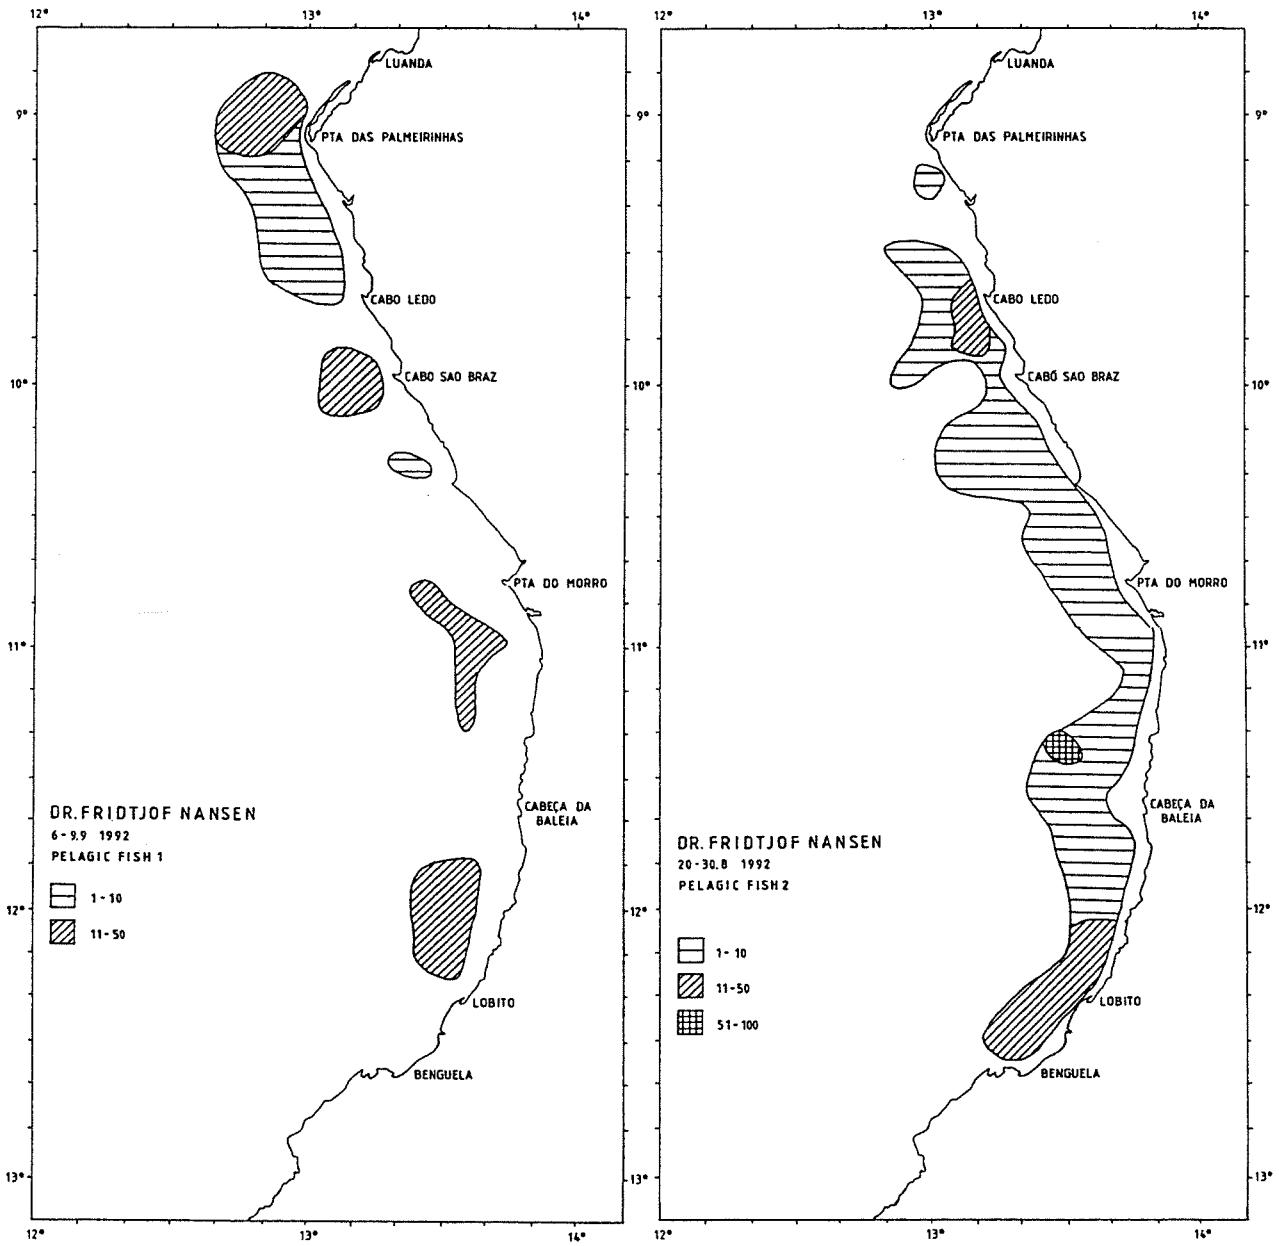 12°
13°
14°
LUANDA
9°
PTA DAS PALMEIRINHAS
CABO LEDO
10°
CABO SAO BRAZ
PTA DO MORRO
11°
CABEÇA DA
BALEIA
DR. FRIDTJOF NANSEN
6-9.9 1992
PELAGIC FISH 1
1-10
11-50
12°
LOBITO
BENGUELA
13°
12°
13°
14°
12°
13°
14°
LUANDA
9°
PTA DAS PALMEIRINHAS
CABO LEDO
10°
10°
CABO SAO BRAZ
PTA DO MORRO
11°
11°
CABEÇA DA
BALEIA
DR. FRIDTJOF NANSEN
20-30.8 1992
PELAGIC FISH 2
1-10
11-50
51-100
12°
12°
LOBITO
BENGUELA
13°
13°
13°
14°